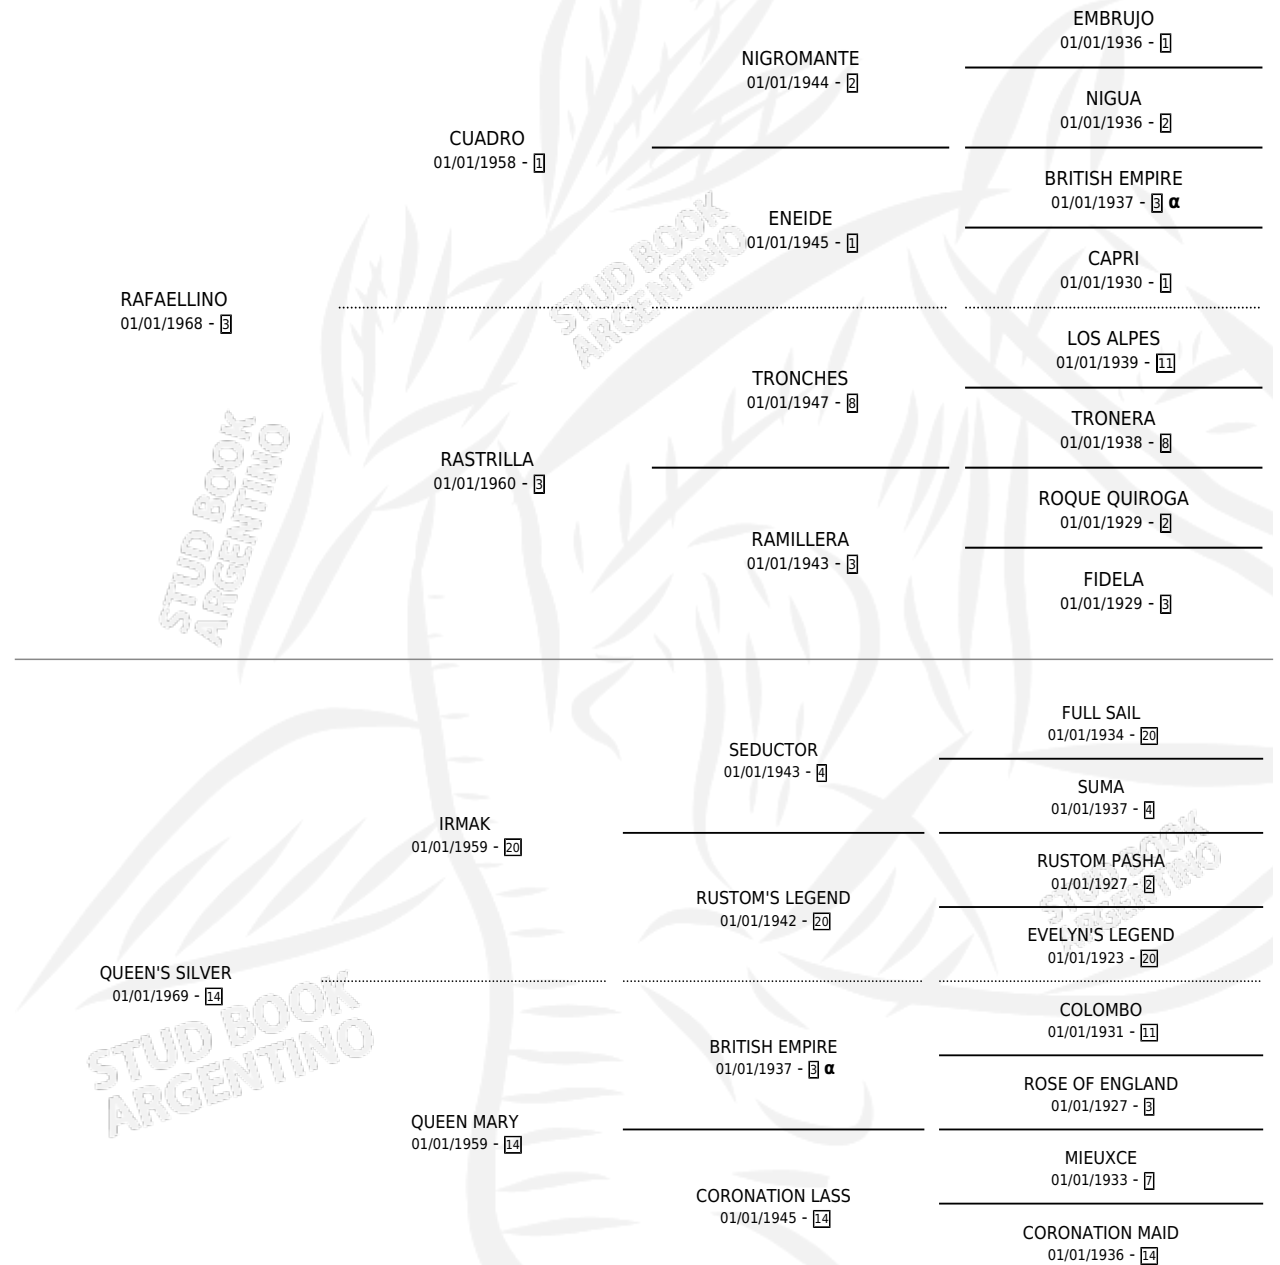 EMBRUJO
01/01/1936 - 1
NIGROMANTE
01/01/1944 - 2
NIGUA
01/01/1936 - 2
CUADRO
01/01/1958 - 1
BRITISH EMPIRE
01/01/1937 - 3 α
ENEIDE
01/01/1945 - 1
CAPRI
01/01/1930 - 1
RAFAELLINO
01/01/1968 - 3
LOS ALPES
01/01/1939 - 11
TRONCHES
01/01/1947 - 8
TRONERA
01/01/1938 - 8
RASTRILLA
01/01/1960 - 3
ROQUE QUIROGA
01/01/1929 - 2
RAMILLERA
01/01/1943 - 3
FIDELA
01/01/1929 - 3
FULL SAIL
01/01/1934 - 20
SEDUCTOR
01/01/1943 - 4
SUMA
01/01/1937 - 4
IRMAK
01/01/1959 - 20
RUSTOM PASHA
01/01/1927 - 2
RUSTOM'S LEGEND
01/01/1942 - 20
EVELYN'S LEGEND
01/01/1923 - 20
QUEEN'S SILVER
01/01/1969 - 14
COLOMBO
01/01/1931 - 11
BRITISH EMPIRE
01/01/1937 - 3 α
ROSE OF ENGLAND
01/01/1927 - 3
QUEEN MARY
01/01/1959 - 14
MIEUXCE
01/01/1933 - 7
CORONATION LASS
01/01/1945 - 14
CORONATION MAID
01/01/1936 - 14
STUD BOOK
ARGENTINO
STUD BOOK
ARGENTINO
STUD BOOK
ARGENTINO
STUD BOOK
ARGENTINO